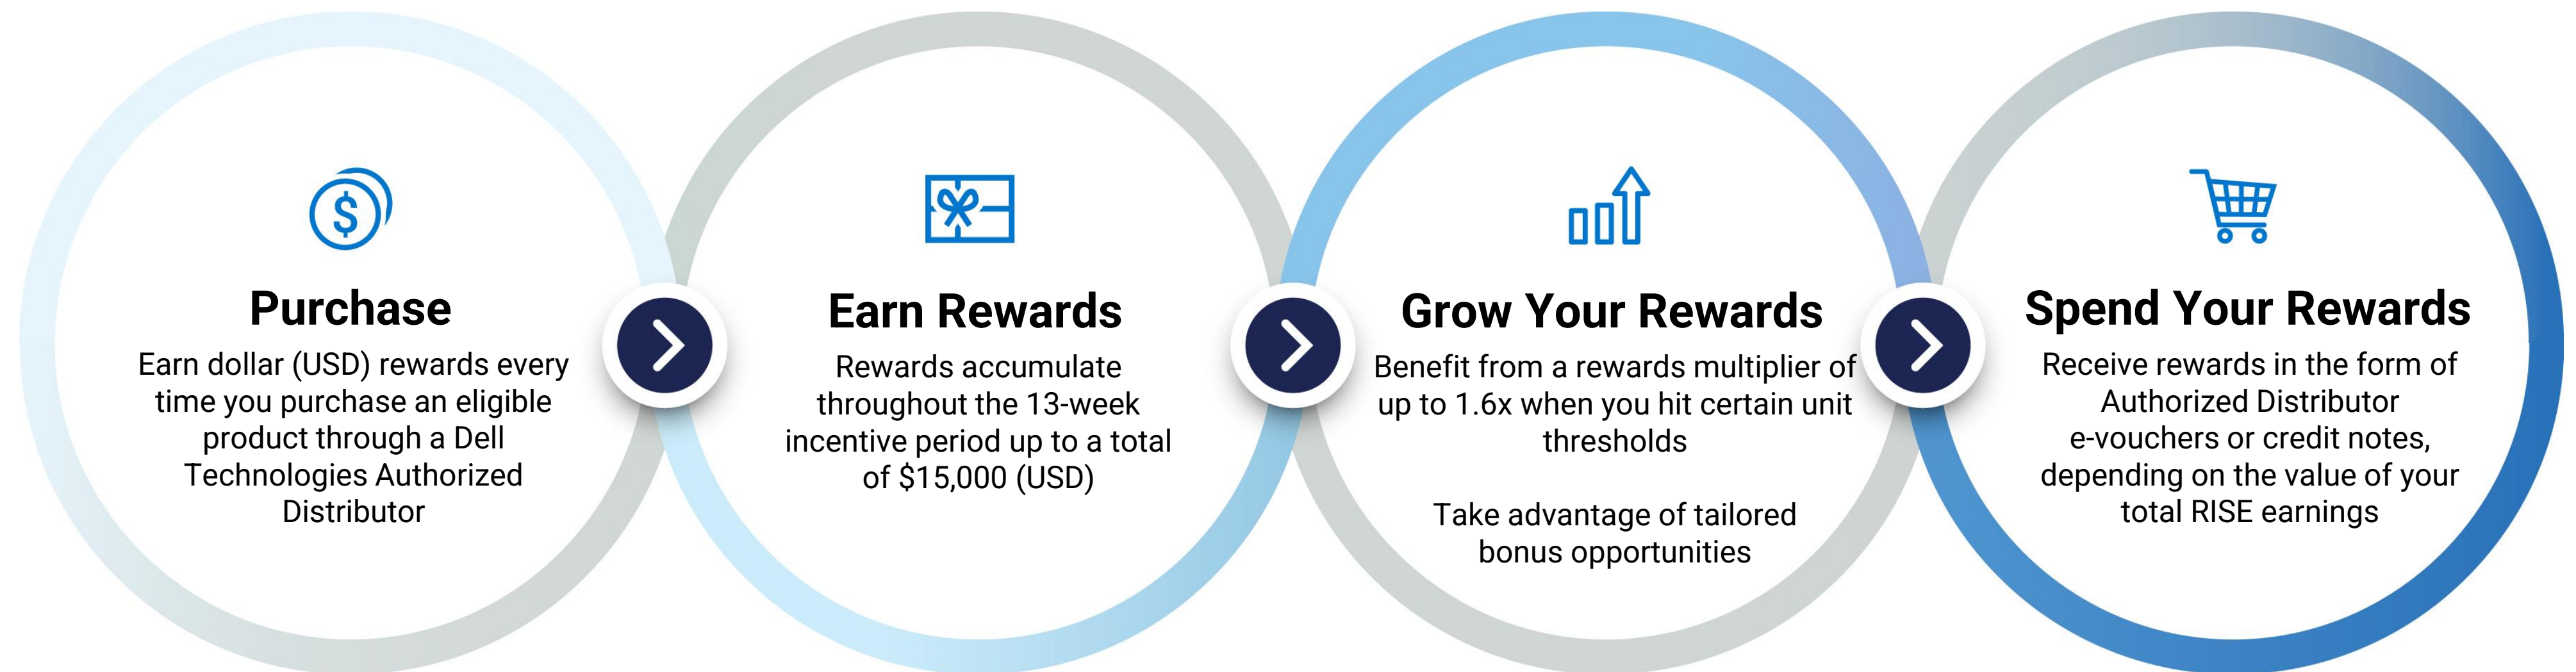 $
Purchase
Earn dollar (USD) rewards every
time you purchase an eligible
product through a Dell
Technologies Authorized
Distributor
Earn Rewards
Rewards accumulate
throughout the 13-week
incentive period up to a total
of $15,000 (USD)
Grow Your Rewards
Benefit from a rewards multiplier of
up to 1.6x when you hit certain unit
thresholds
Take advantage of tailored
bonus opportunities
Spend Your Rewards
Receive rewards in the form of
Authorized Distributor
e-vouchers or credit notes,
depending on the value of your
total RISE earnings